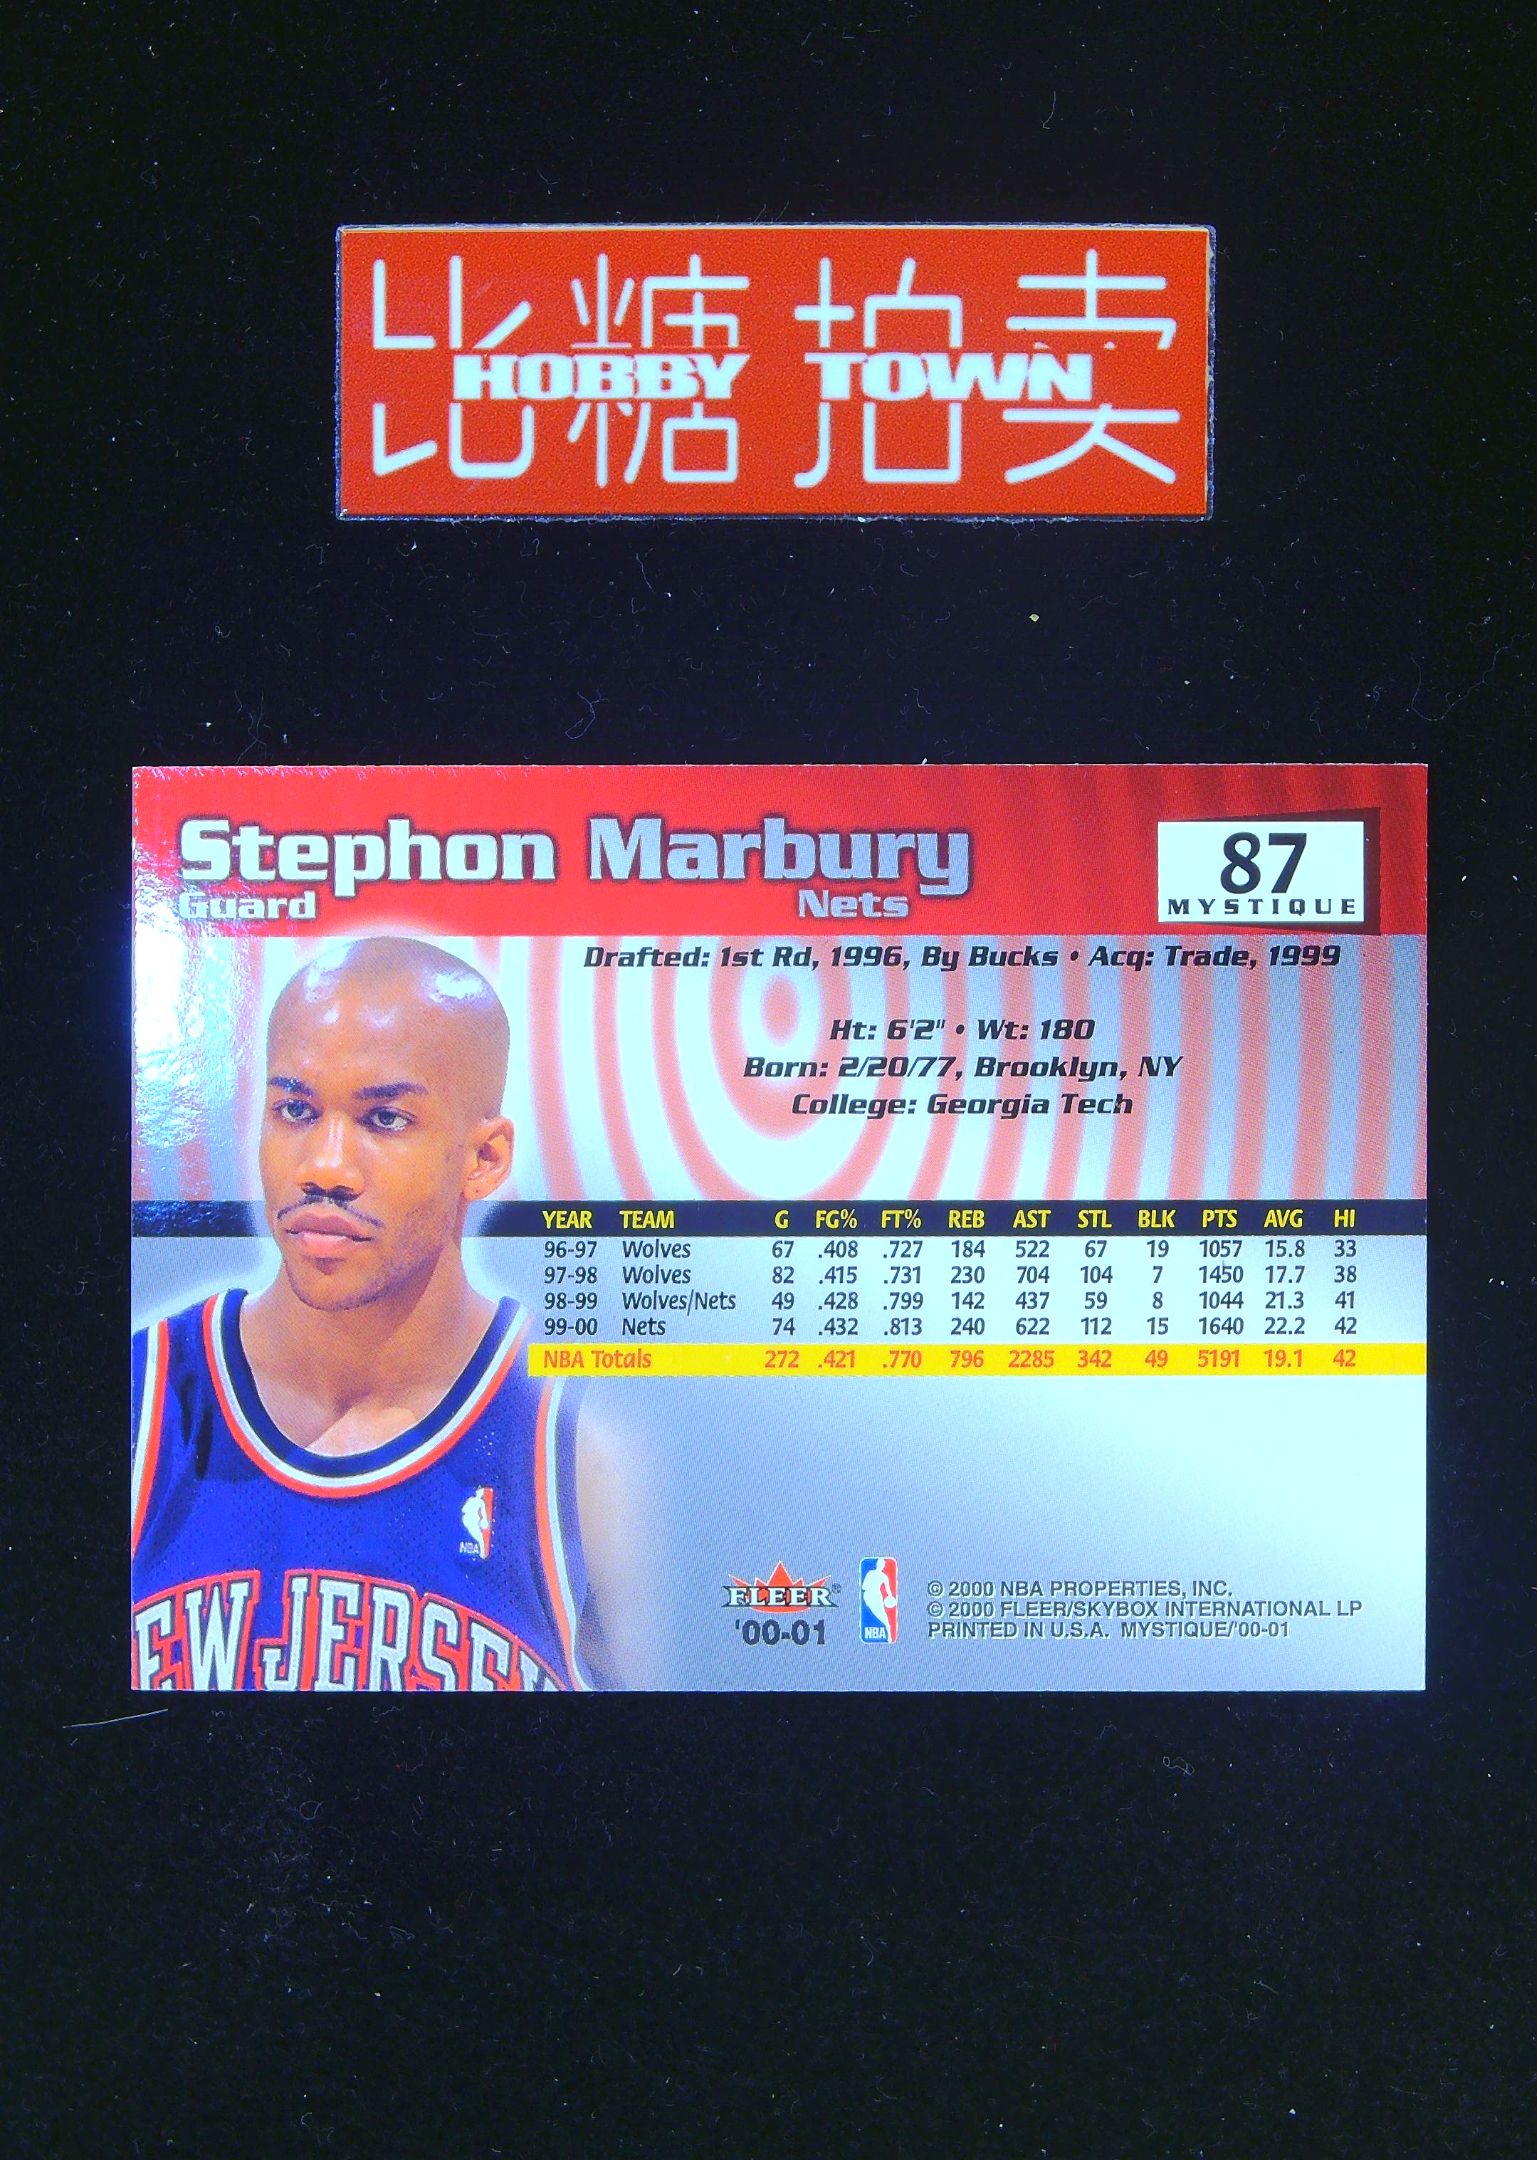 比糖 拍卖
HOBBY TOWN
Stephon Marbury
Guard Nets
87
MYSTIQUE
Drafted: 1st Rd, 1996, By Bucks • Acq: Trade, 1999
Ht: 6'2" • Wt: 180
Born: 2/20/77, Brooklyn, NY
College: Georgia Tech
YEAR TEAM G FG% FT% REB AST STL BLK PTS AVG HI
96-97 Wolves 67 .408 .727 184 522 67 19 1057 15.8 33
97-98 Wolves 82 .415 .731 230 704 104 7 1450 17.7 38
98-99 Wolves/Nets 49 .428 .799 142 437 59 8 1044 21.3 41
99-00 Nets 74 .432 .813 240 622 112 15 1640 22.2 42
NBA Totals 272 .421 .770 796 2285 342 49 5191 19.1 42
NBA
EW JERSEY
FLEER®
'00-01
NBA
© 2000 NBA PROPERTIES, INC.
© 2000 FLEER/SKYBOX INTERNATIONAL LP
PRINTED IN U.S.A. MYSTIQUE/'00-01